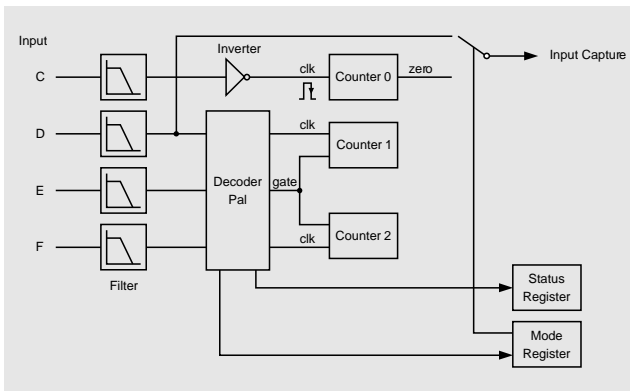 Input
Inverter
Input Capture
C
clk
Counter 0
zero
D
clk
Counter 1
E
Decoder
Pal
gate
F
clk
Counter 2
Filter
Status
Register
Mode
Register